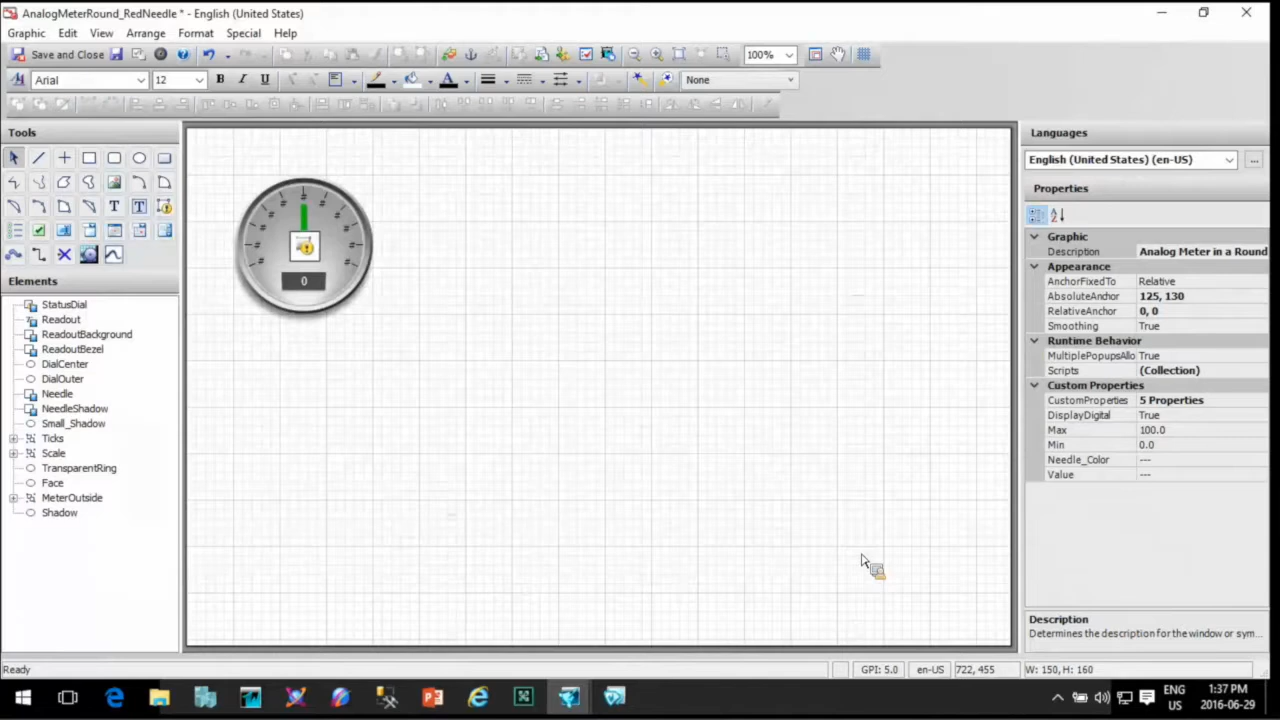 AnalogMeterRound_RedNeedle * - English (United States)
Graphic Edit View Arrange Format Special Help
Save and Close 100%
Arial 12 B I U A None
Tools
T T
Elements
StatusDial
Readout
ReadoutBackground
ReadoutBezel
DialCenter
DialOuter
Needle
NeedleShadow
Small_Shadow
Ticks
Scale
TransparentRing
Face
MeterOutside
Shadow
# # # # # # # # # # #
0
Languages
English (United States) (en-US) ...
Properties
Graphic
Description Analog Meter in a Round
Appearance
AnchorFixedTo Relative
AbsoluteAnchor 125, 130
RelativeAnchor 0, 0
Smoothing True
Runtime Behavior
MultiplePopupsAllo True
Scripts (Collection)
Custom Properties
CustomProperties 5 Properties
DisplayDigital True
Max 100.0
Min 0.0
Needle_Color ---
Value ---
Description
Determines the description for the window or sym...
Ready GPI: 5.0 en-US 722, 455 W: 150, H: 160
ENG
US
1:37 PM
2016-06-29